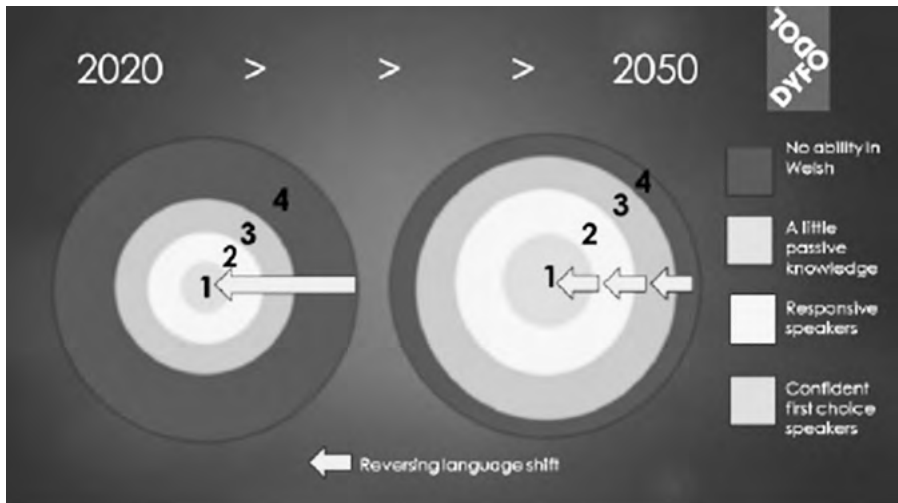 2020 > > > 2050
DYFODOL
4
3
2
1
4
3
2
1
No ability in
Welsh
A little
passive
knowledge
Responsive
speakers
Confident
first choice
speakers
Reversing language shift